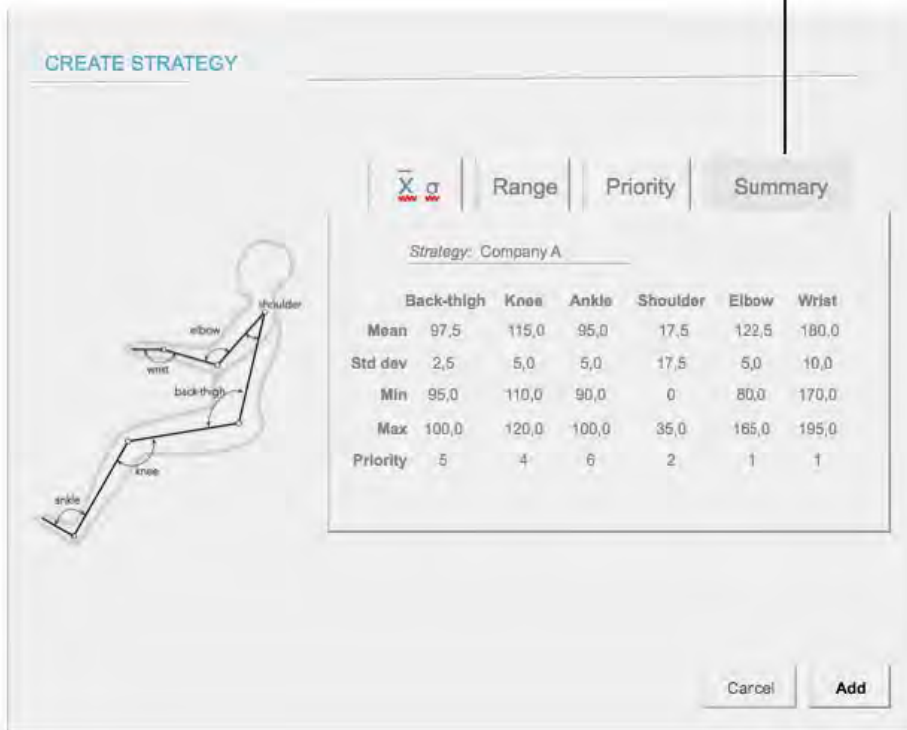 CREATE STRATEGY
X σ Range Priority Summary
Strategy: Company A
Back-thigh Knee Ankle Shoulder Elbow Wrist
Mean 97,5 115,0 95,0 17,5 122,5 180,0
Std dev 2,5 5,0 5,0 17,5 5,0 10,0
Min 95,0 110,0 90,0 0 80,0 170,0
Max 100,0 120,0 100,0 35,0 165,0 195,0
Priority 5 4 6 2 1 1
shoulder
elbow
wrist
back-thigh
knee
ankle
Carcel Add